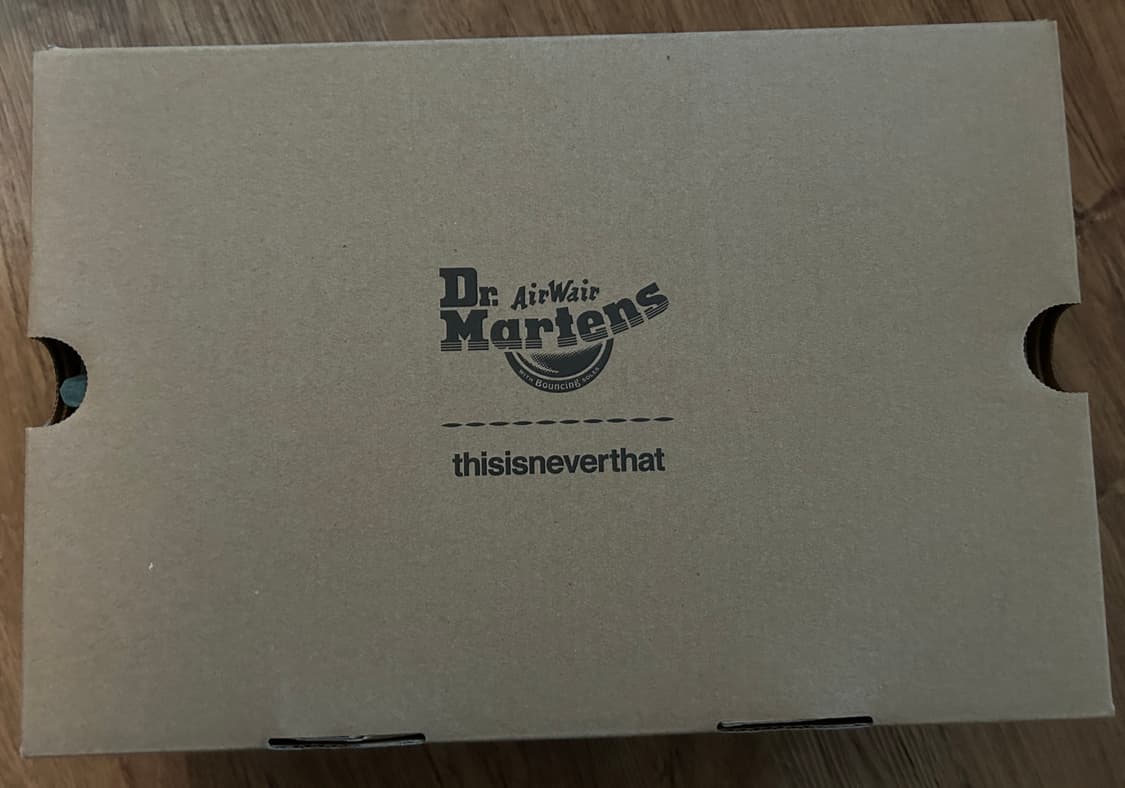 Dr. AirWair
Martens
WITH Bouncing SOLES
thisisneverthat